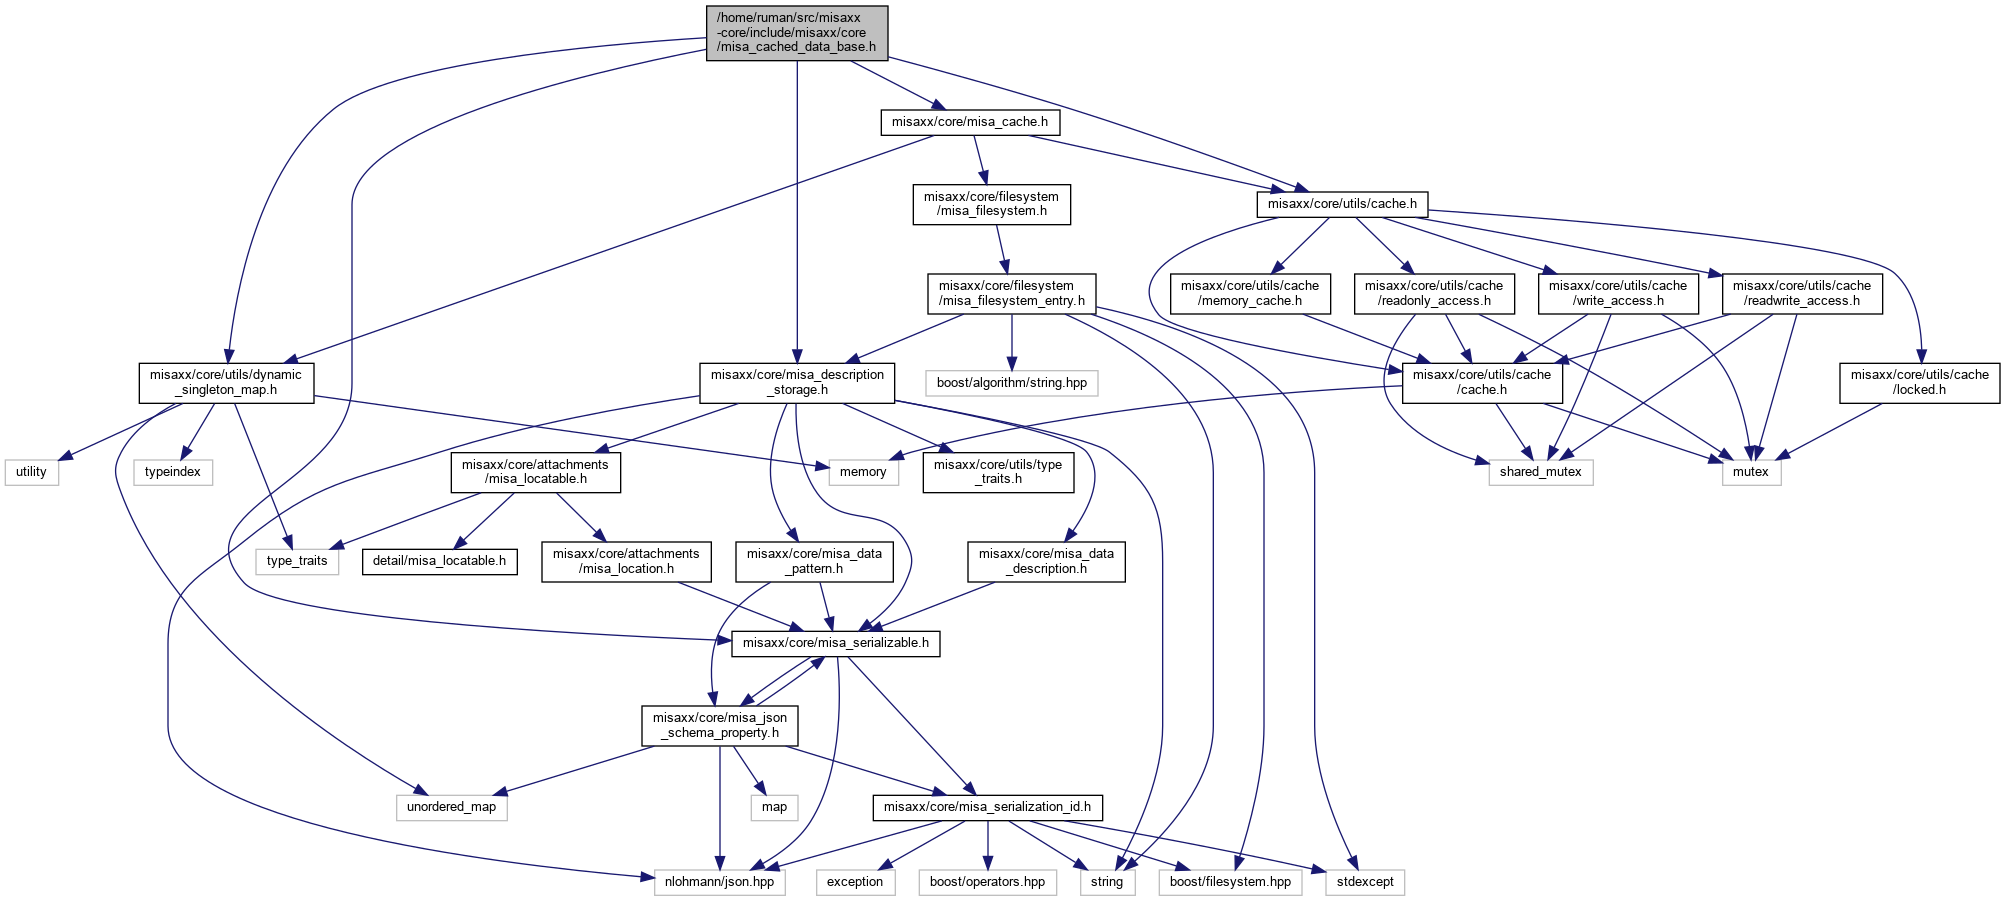 /home/ruman/src/misaxx
-core/include/misaxx/core
/misa_cached_data_base.h
misaxx/core/misa_cache.h
misaxx/core/filesystem
/misa_filesystem.h
misaxx/core/utils/cache.h
misaxx/core/filesystem
/misa_filesystem_entry.h
misaxx/core/utils/cache
/memory_cache.h
misaxx/core/utils/cache
/readonly_access.h
misaxx/core/utils/cache
/write_access.h
misaxx/core/utils/cache
/readwrite_access.h
misaxx/core/utils/dynamic
_singleton_map.h
misaxx/core/misa_description
_storage.h
boost/algorithm/string.hpp
misaxx/core/utils/cache
/cache.h
misaxx/core/utils/cache
/locked.h
utility
typeindex
misaxx/core/attachments
/misa_locatable.h
memory
misaxx/core/utils/type
_traits.h
shared_mutex
mutex
type_traits
detail/misa_locatable.h
misaxx/core/attachments
/misa_location.h
misaxx/core/misa_data
_pattern.h
misaxx/core/misa_data
_description.h
misaxx/core/misa_serializable.h
misaxx/core/misa_json
_schema_property.h
unordered_map
map
misaxx/core/misa_serialization_id.h
nlohmann/json.hpp
exception
boost/operators.hpp
string
boost/filesystem.hpp
stdexcept